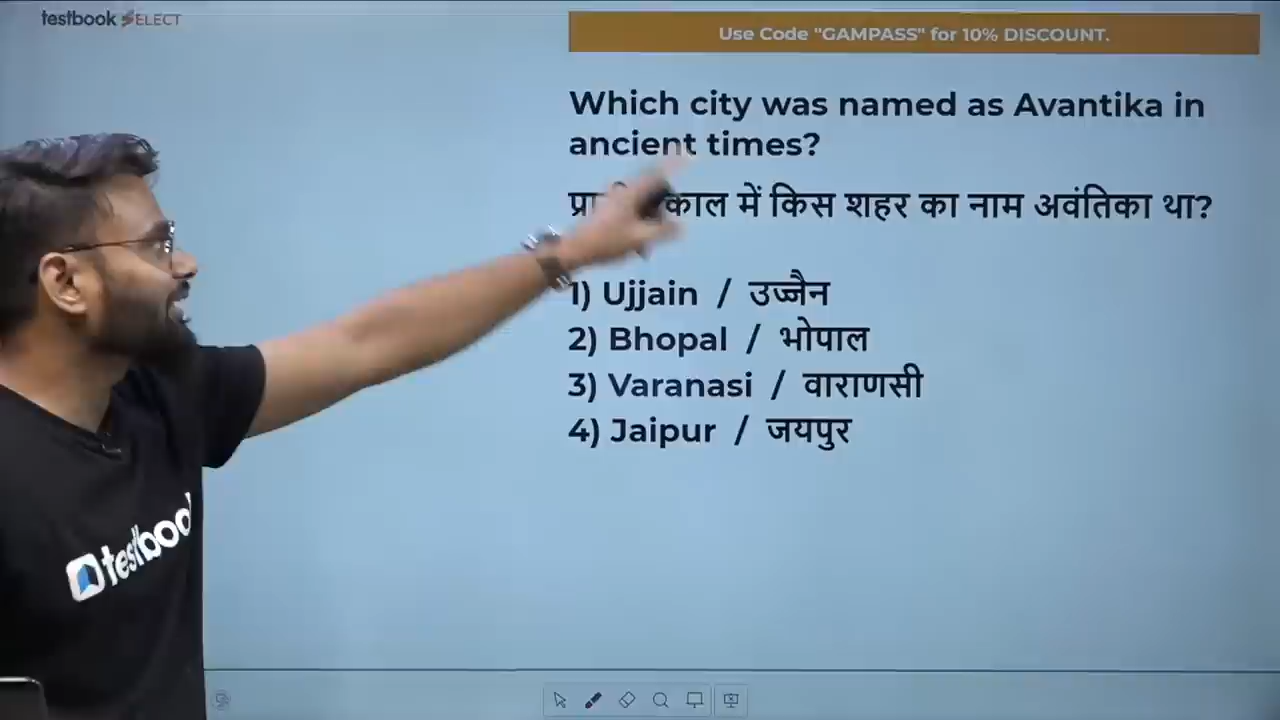 testbook SELECT
Use Code "GAMPASS" for 10% DISCOUNT.
Which city was named as Avantika in
ancient times?
काल में किस शहर का नाम अवंतिका था?
1) Ujjain / उज्जैन
2) Bhopal / भोपाल
3) Varanasi / वाराणसी
4) Jaipur / जयपुर
testbook